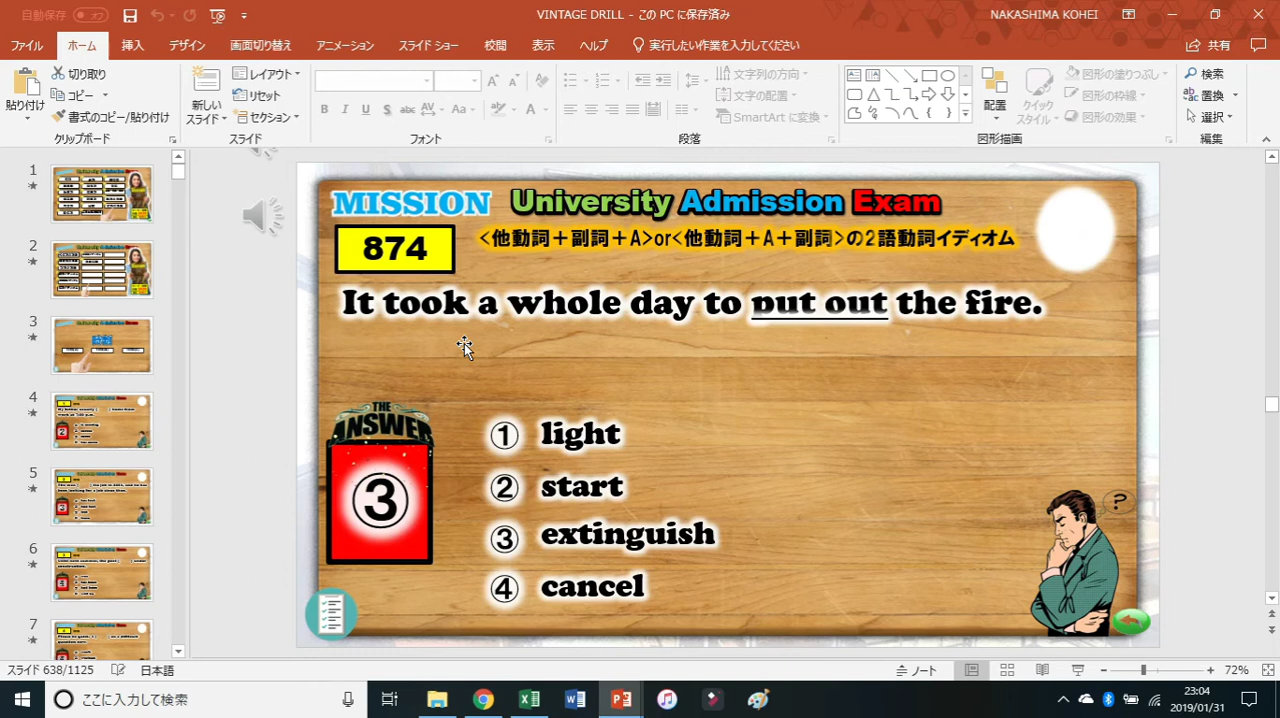 自動保存 オフ
VINTAGE DRILL - この PC に保存済み
NAKASHIMA KOHEI
ファイル ホーム 挿入 デザイン 画面切り替え アニメーション スライド ショー 校閲 表示 ヘルプ 実行したい作業を入力してください 共有
貼り付け
切り取り
コピー
書式のコピー/貼り付け
クリップボード
新しい
スライド
レイアウト
リセット
セクション
スライド
B I U S abc AV Aa A
フォント
文字列の方向
文字の配置
SmartArt に変換
段落
配置
クイック
スタイル
図形の塗りつぶし
図形の枠線
図形の効果
図形描画
検索
置換
選択
編集
1
2
3
4
5
6
7
MISSION University Admission Exam
874
<他動詞＋副詞＋A>or<他動詞＋A＋副詞>の2語動詞イディオム
It took a whole day to put out the fire.
THE
ANSWER
③
① light
② start
③ extinguish
④ cancel
?
スライド 638/1125 日本語 ノート 72%
ここに入力して検索
23:04
2019/01/31